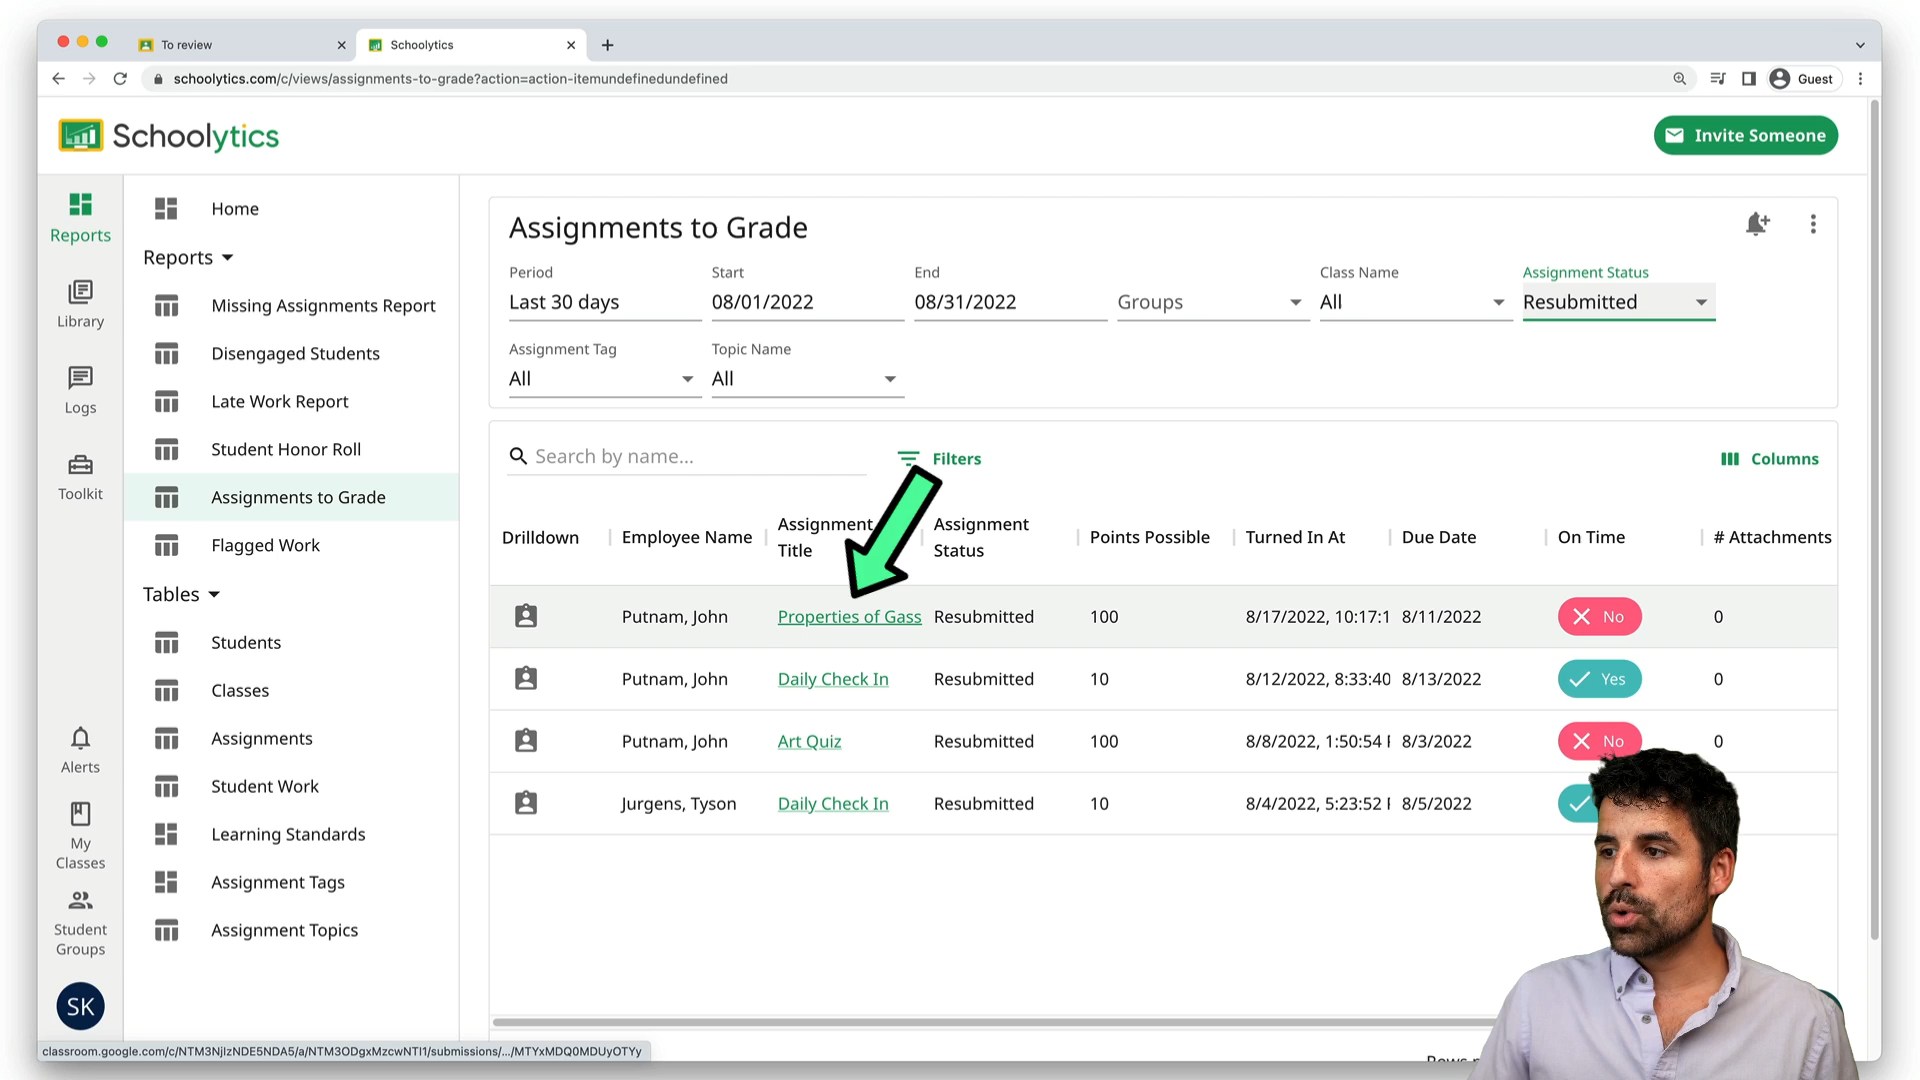 To review
Schoolytics
schoolytics.com/c/views/assignments-to-grade?action=action-itemundefinedundefined
Guest
Schoolytics
Invite Someone
Reports
Library
Logs
Toolkit
Alerts
My
Classes
Student
Groups
SK
Home
Reports
Missing Assignments Report
Disengaged Students
Late Work Report
Student Honor Roll
Assignments to Grade
Flagged Work
Tables
Students
Classes
Assignments
Student Work
Learning Standards
Assignment Tags
Assignment Topics
Assignments to Grade
Period Start End Class Name Assignment Status
Last 30 days 08/01/2022 08/31/2022 Groups All Resubmitted
Assignment Tag Topic Name
All All
Search by name... Filters Columns
Drilldown Employee Name Assignment Title Assignment Status Points Possible Turned In At Due Date On Time # Attachments
Putnam, John Properties of Gass Resubmitted 100 8/17/2022, 10:17:1 8/11/2022 No 0
Putnam, John Daily Check In Resubmitted 10 8/12/2022, 8:33:40 8/13/2022 Yes 0
Putnam, John Art Quiz Resubmitted 100 8/8/2022, 1:50:54 8/3/2022 No 0
Jurgens, Tyson Daily Check In Resubmitted 10 8/4/2022, 5:23:52 8/5/2022